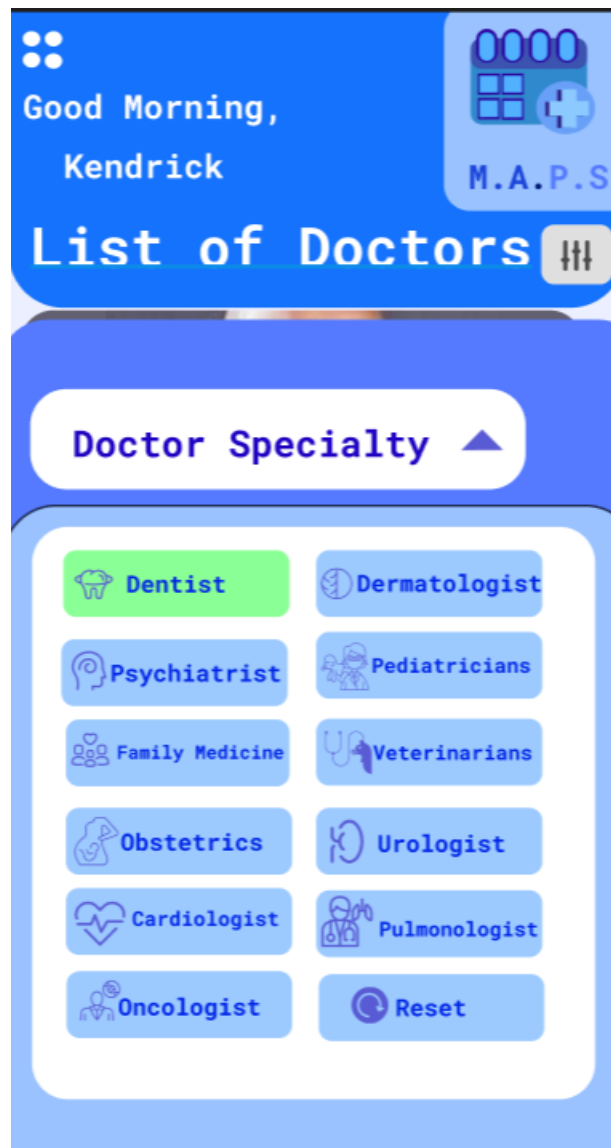 Good Morning,
Kendrick
M.A.P.S
List of Doctors
Doctor Specialty
Dentist
Dermatologist
Psychiatrist
Pediatricians
Family Medicine
Veterinarians
Obstetrics
Urologist
Cardiologist
Pulmonologist
Oncologist
Reset